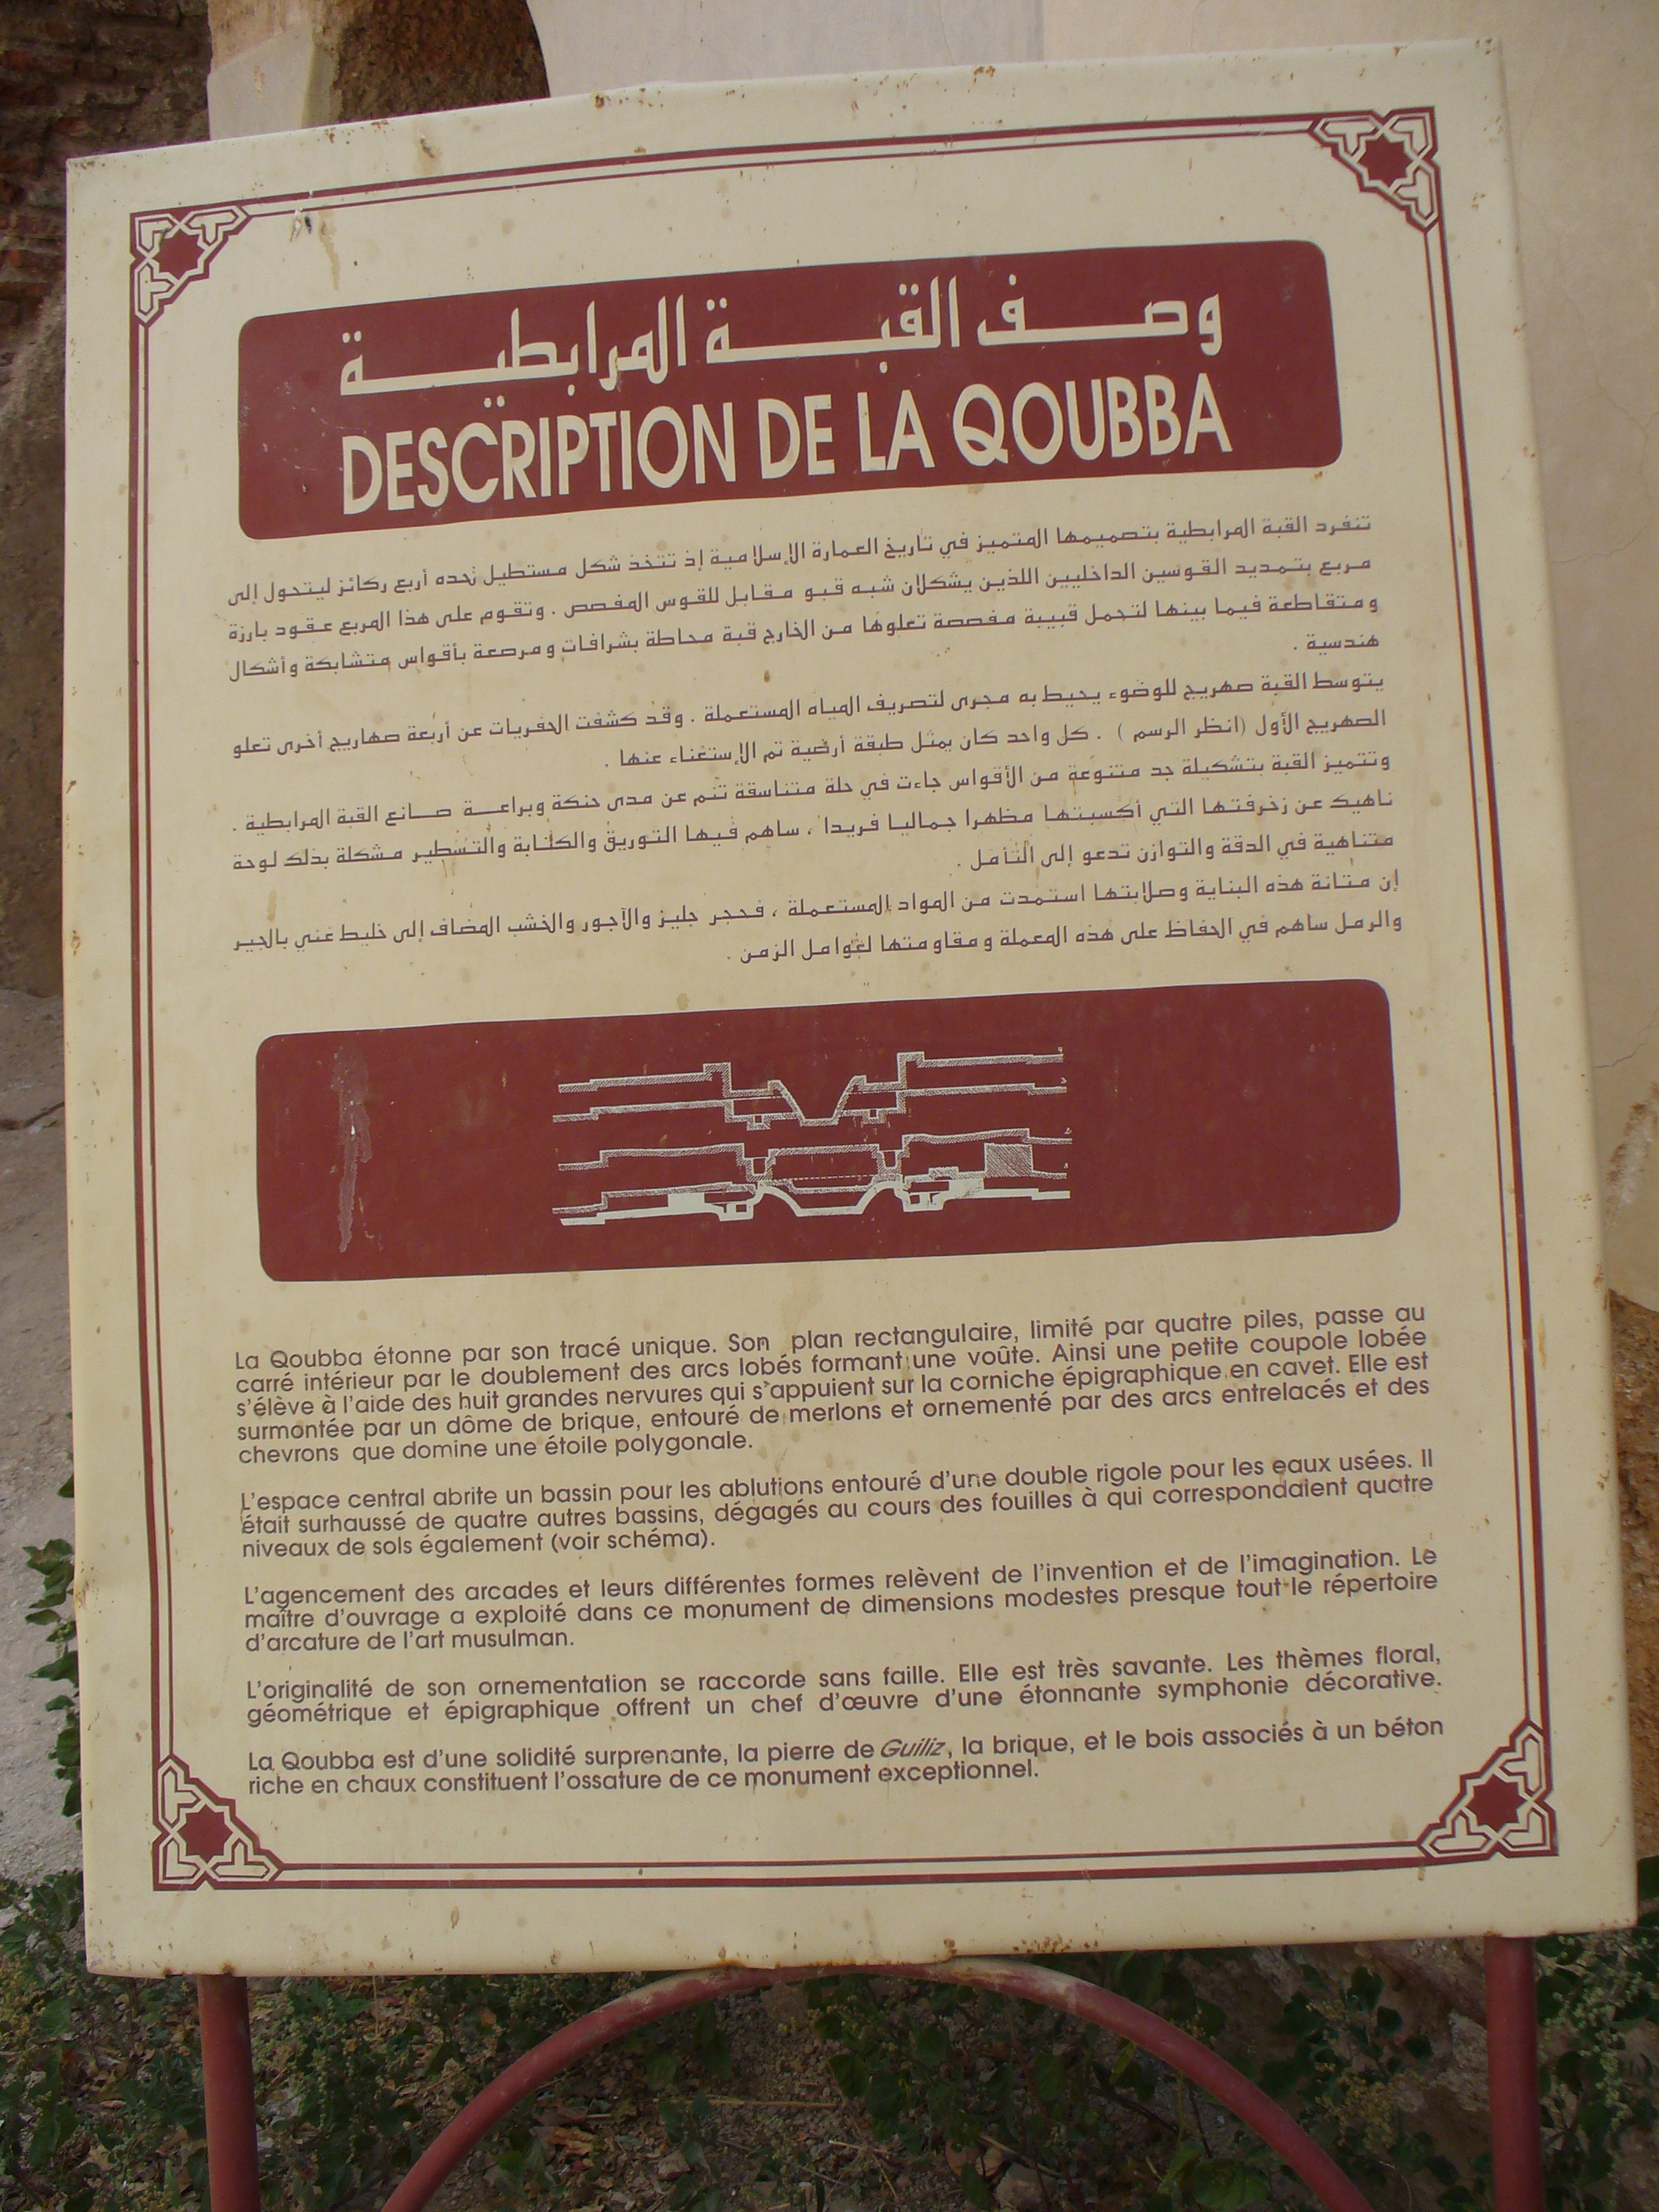 وصف القبة المرابطية
DESCRIPTION DE LA QOUBBA
تنفرد القبة المرابطية بتصميمها المتميز في تاريخ العمارة الإسلامية إذ تتخذ شكل مستطيل تحده أربع ركائز ليتحول إلى
مربع بتمديد القوسين الداخليين اللذين يشكلان شبه قبو مقابل للقوس المفصص . وتقوم على هذا المربع عقود بارزة
ومتقاطعة فيما بينها لتحمل قبيبة مفصصة تعلوها من الخارج قبة محاطة بشرافات ومرصعة بأقواس متشابكة وأشكال
هندسية .
يتوسط القبة صهريج للوضوء يحيط به مجرى لتصريف المياه المستعملة . وقد كشفت الحفريات عن أربعة صهاريج أخرى تعلو
الصهريج الأول (انظر الرسم ) . كل واحد كان يمثل طبقة أرضية تم الإستغناء عنها .
وتتميز القبة بتشكيلة جد متنوعة من الأقواس جاءت في حلة متناسقة تنم عن مدى حنكة وبراعة صانع القبة المرابطية .
ناهيك عن زخرفتها التي أكسبتها مظهرا جماليا فريدا ، ساهم فيها التوريق والكتابة والتسطير مشكلة بذلك لوحة
متناهية في الدقة والتوازن تدعو إلى التأمل .
إن متانة هذه البناية وصلابتها استمدت من المواد المستعملة ، فحجر جليز والآجور والخشب المضاف إلى خليط غني بالجير
والرمل ساهم في الحفاظ على هذه المعملة ومقاومتها لعوامل الزمن .
La Qoubba étonne par son tracé unique. Son plan rectangulaire, limité par quatre piles, passe au
carré intérieur par le doublement des arcs lobés formant une voûte. Ainsi une petite coupole lobée
s'élève à l'aide des huit grandes nervures qui s'appuient sur la corniche épigraphique en cavet. Elle est
surmontée par un dôme de brique, entouré de merlons et ornementé par des arcs entrelacés et des
chevrons que domine une étoile polygonale.
L'espace central abrite un bassin pour les ablutions entouré d'une double rigole pour les eaux usées. Il
était surhaussé de quatre autres bassins, dégagés au cours des fouilles à qui correspondaient quatre
niveaux de sols également (voir schéma).
L'agencement des arcades et leurs différentes formes relèvent de l'invention et de l'imagination. Le
maître d'ouvrage a exploité dans ce monument de dimensions modestes presque tout le répertoire
d'arcature de l'art musulman.
L'originalité de son ornementation se raccorde sans faille. Elle est très savante. Les thèmes floral,
géométrique et épigraphique offrent un chef d'œuvre d'une étonnante symphonie décorative.
La Qoubba est d'une solidité surprenante, la pierre de Guiliz, la brique, et le bois associés à un béton
riche en chaux constituent l'ossature de ce monument exceptionnel.